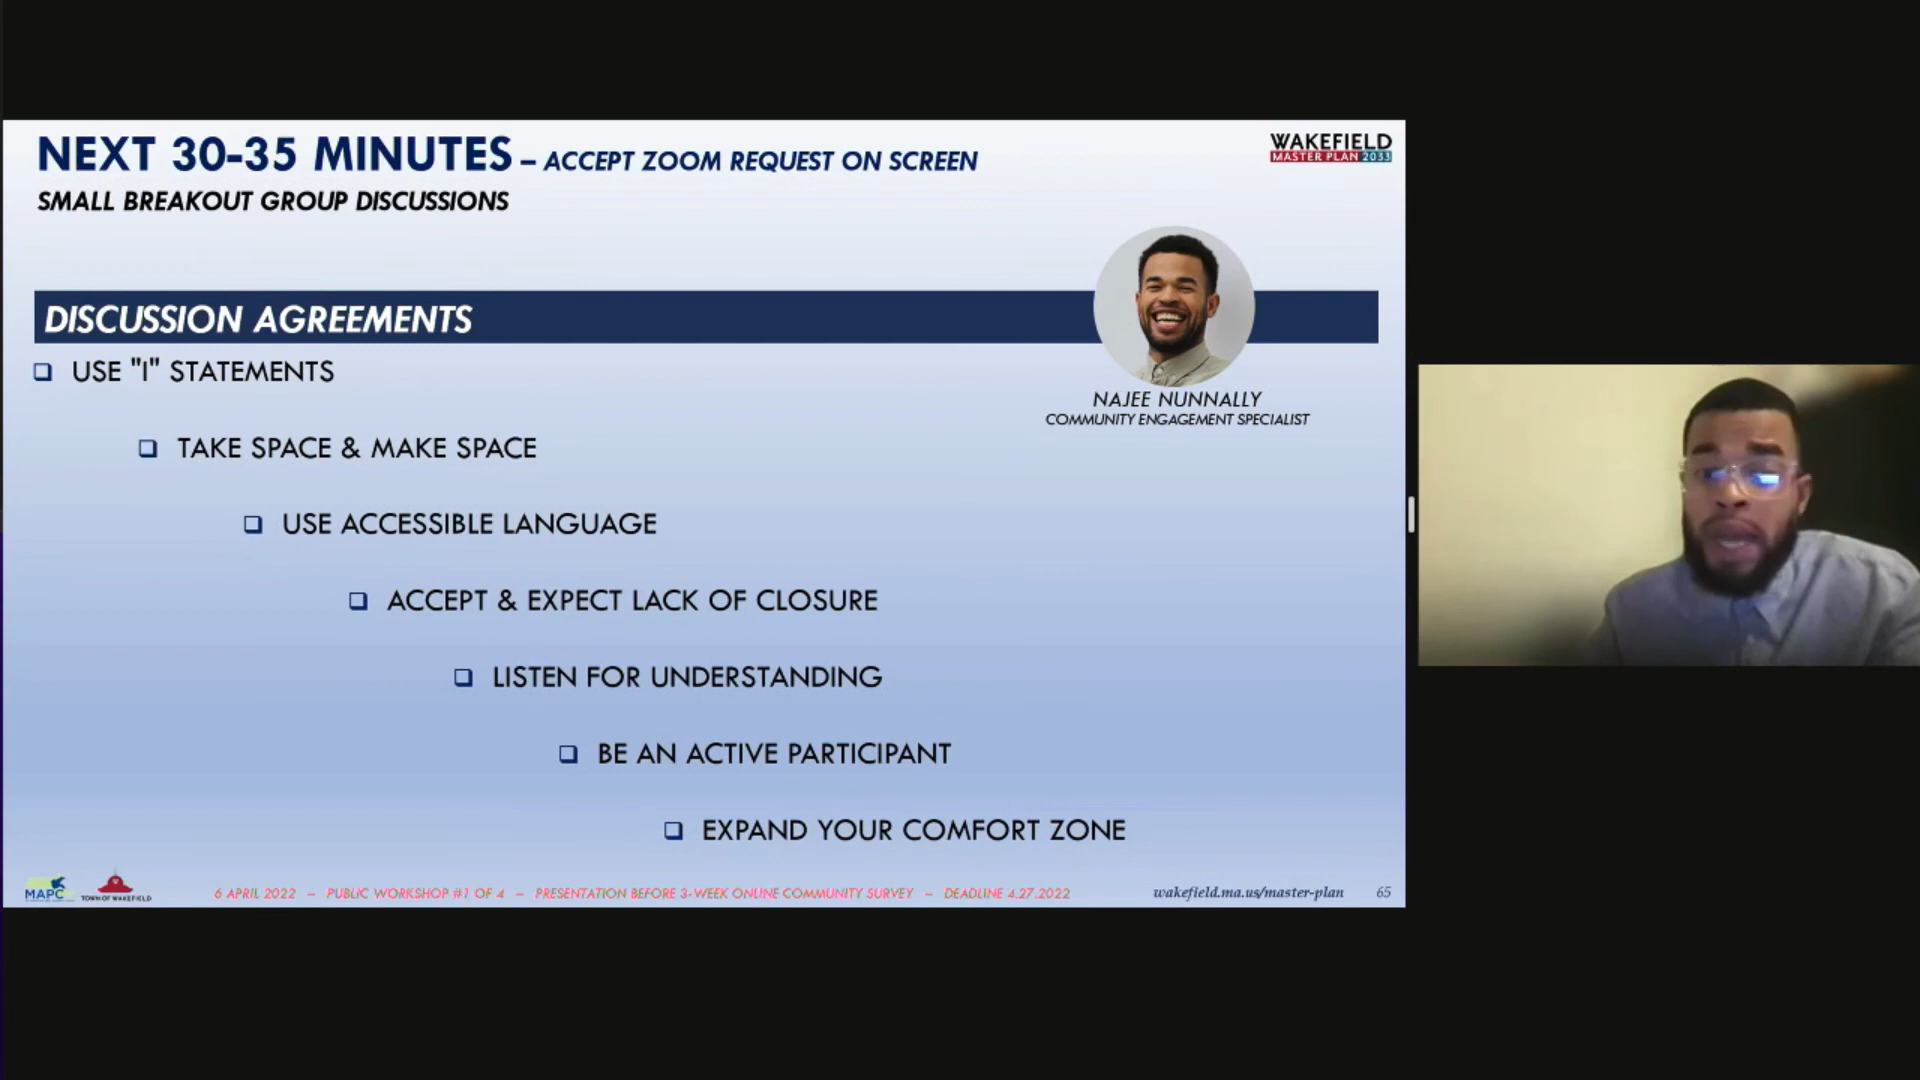 NEXT 30-35 MINUTES – ACCEPT ZOOM REQUEST ON SCREEN
SMALL BREAKOUT GROUP DISCUSSIONS
WAKEFIELD
MASTER PLAN 2033
DISCUSSION AGREEMENTS
USE "I" STATEMENTS
NAJEE NUNNALLY
COMMUNITY ENGAGEMENT SPECIALIST
TAKE SPACE & MAKE SPACE
USE ACCESSIBLE LANGUAGE
ACCEPT & EXPECT LACK OF CLOSURE
LISTEN FOR UNDERSTANDING
BE AN ACTIVE PARTICIPANT
EXPAND YOUR COMFORT ZONE
MAPC
TOWN OF WAKEFIELD
6 APRIL 2022 – PUBLIC WORKSHOP #1 OF 4 – PRESENTATION BEFORE 3-WEEK ONLINE COMMUNITY SURVEY – DEADLINE 4.27.2022
wakefield.ma.us/master-plan 65